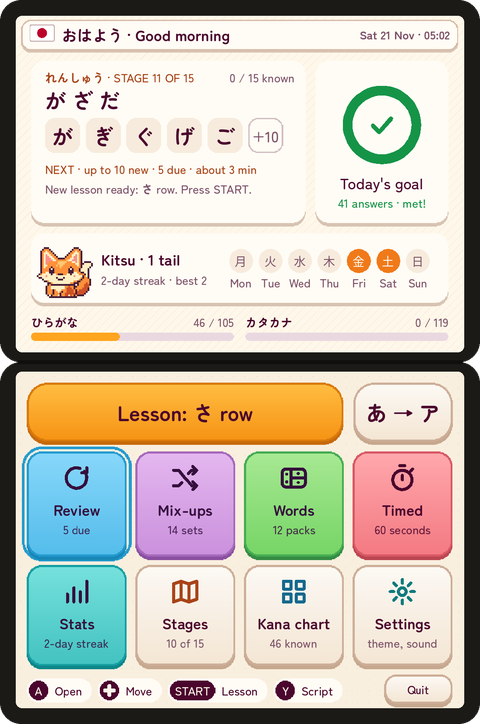 おはよう · Good morning
Sat 21 Nov · 05:02
れんしゅう · STAGE 11 OF 15
0 / 15 known
が ざ だ
が ぎ ぐ げ ご +10
NEXT · up to 10 new · 5 due · about 3 min
New lesson ready: さ row. Press START.
Today's goal
41 answers · met!
Kitsu · 1 tail
2-day streak · best 2
月 火 水 木 金 土 日
Mon Tue Wed Thu Fri Sat Sun
ひらがな 46 / 105
カタカナ 0 / 119
Lesson: さ row
あ → ア
Review
5 due
Mix-ups
14 sets
Words
12 packs
Timed
60 seconds
Stats
2-day streak
Stages
10 of 15
Kana chart
46 known
Settings
theme, sound
A Open
Move
START Lesson
Y Script
Quit